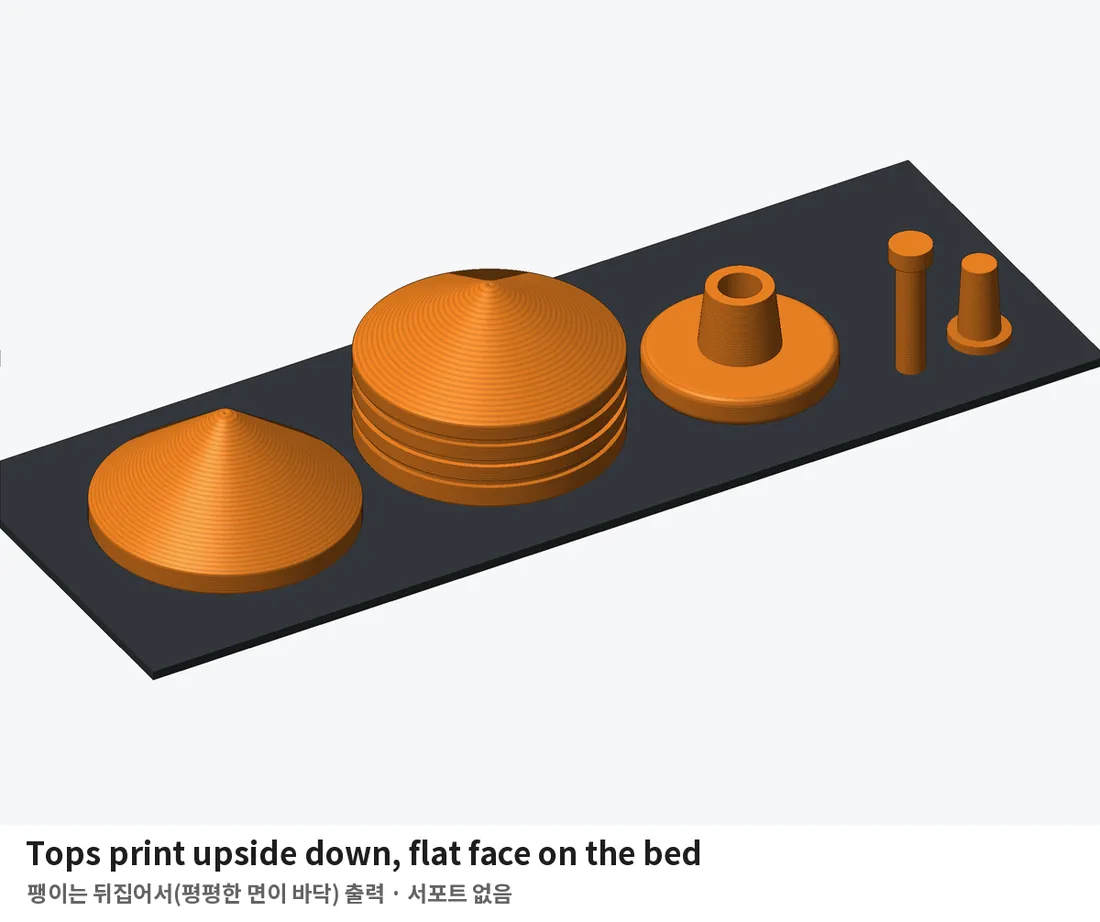 Tops print upside down, flat face on the bed
팽이는 뒤집어서(평평한 면이 바닥) 출력 · 서포트 없음